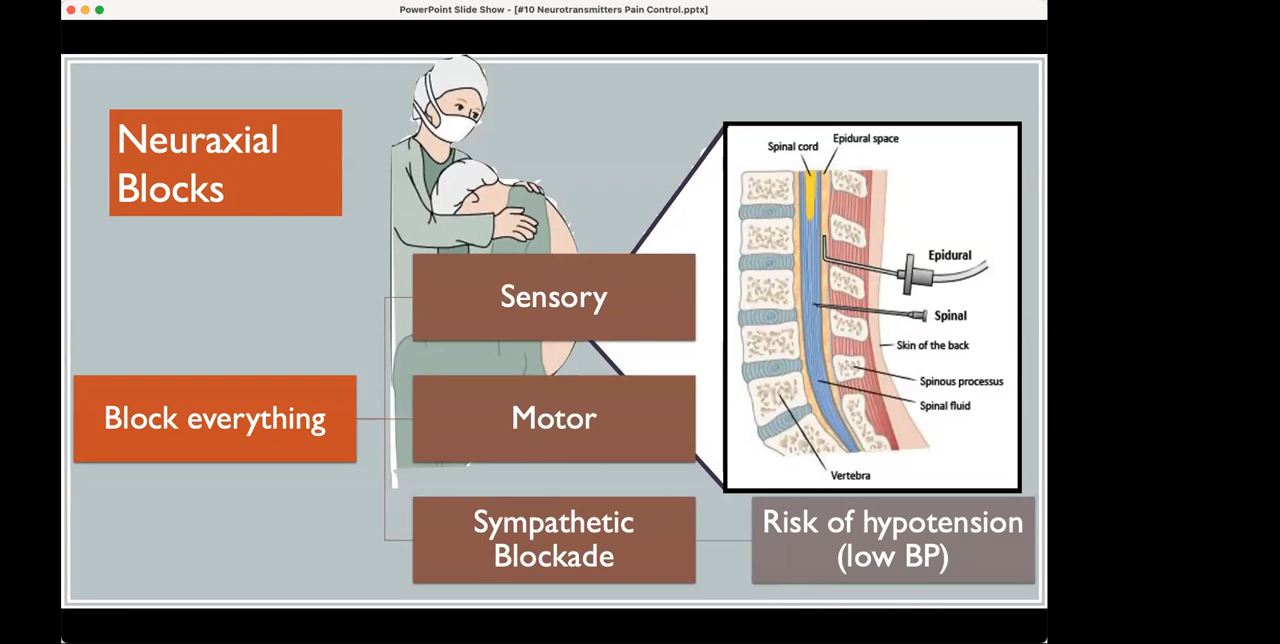 PowerPoint Slide Show - [#10 Neurotransmitters Pain Control.pptx]
Neuraxial
Blocks
Block everything
Sensory
Motor
Sympathetic
Blockade
Risk of hypotension
(low BP)
Spinal cord
Epidural space
Epidural
Spinal
Skin of the back
Spinous processus
Spinal fluid
Vertebra